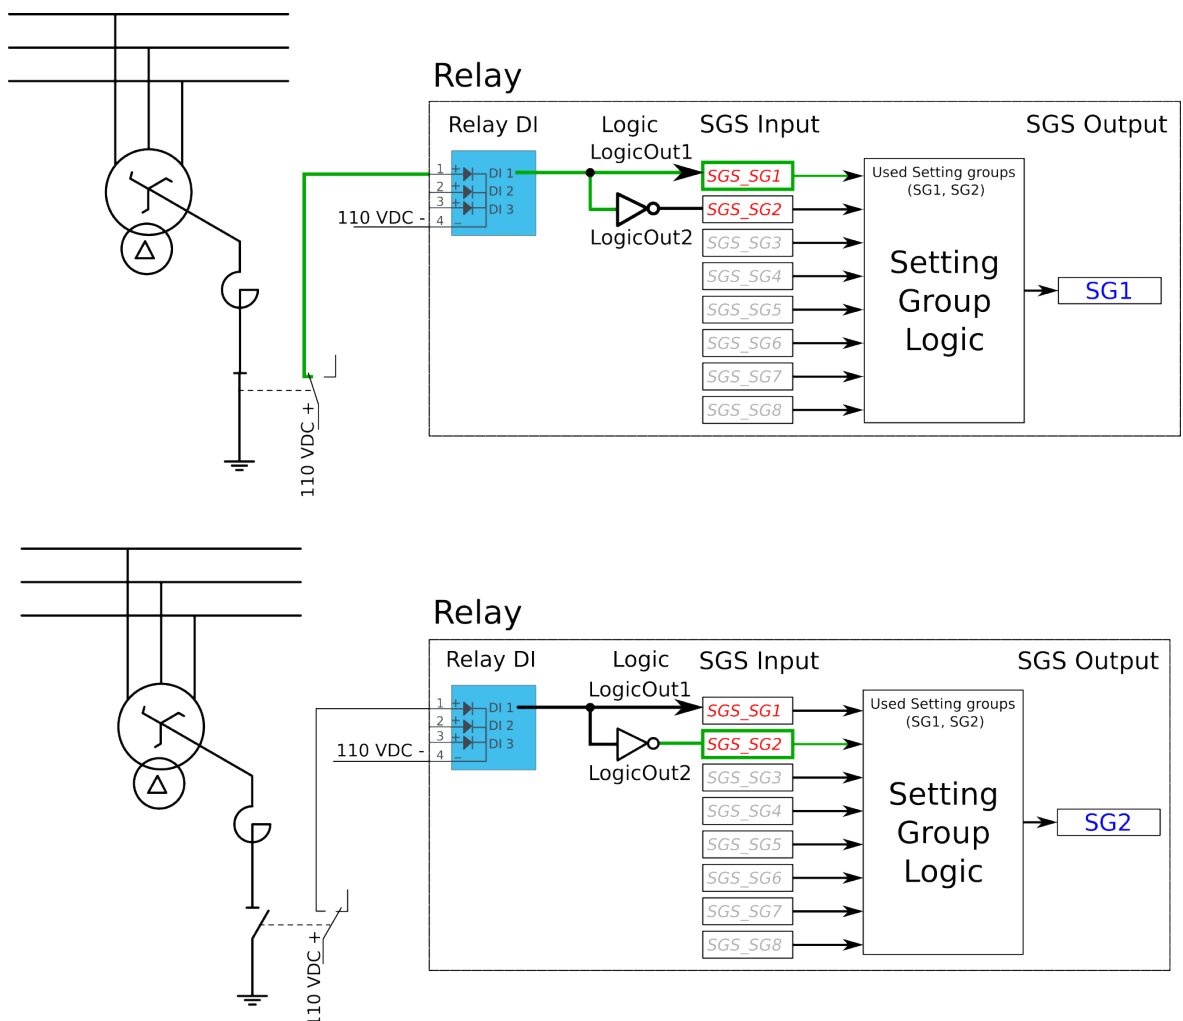 Relay
Relay DI
Logic
SGS Input
SGS Output
LogicOut1
1 + DI 1
2 + DI 2
3 + DI 3
4 −
110 VDC -
LogicOut2
SGS_SG1
SGS_SG2
SGS_SG3
SGS_SG4
SGS_SG5
SGS_SG6
SGS_SG7
SGS_SG8
Used Setting groups
(SG1, SG2)
Setting
Group
Logic
SG1
110 VDC +
Relay
Relay DI
Logic
SGS Input
SGS Output
LogicOut1
1 + DI 1
2 + DI 2
3 + DI 3
4 −
110 VDC -
LogicOut2
SGS_SG1
SGS_SG2
SGS_SG3
SGS_SG4
SGS_SG5
SGS_SG6
SGS_SG7
SGS_SG8
Used Setting groups
(SG1, SG2)
Setting
Group
Logic
SG2
110 VDC +